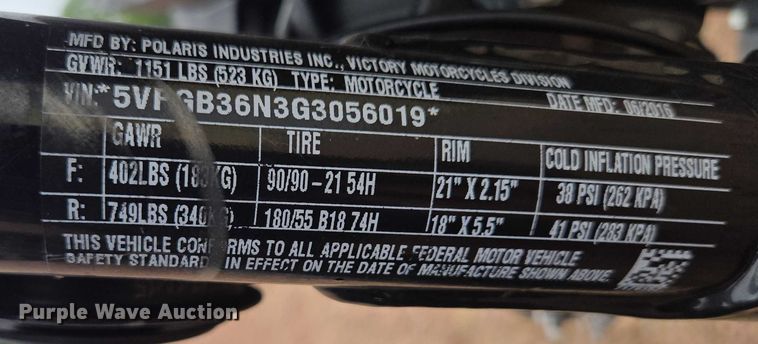 MFD BY: POLARIS INDUSTRIES INC., VICTORY MOTORCYCLES DIVISION
GVWR: 1151 LBS (523 KG) TYPE: MOTORCYCLE DATE MFD: 06/2016
VIN: *5V GB36N3G3056019*
GAWR TIRE RIM COLD INFLATION PRESSURE
F: 402LBS 90/90-21 54H 21" X 2.15" 38 PSI (262 KPA)
R: 749LBS 180/55 B18 74H 18" X 5.5" 41 PSI (283 KPA)
THIS VEHICLE TO ALL APPLICABLE FEDERAL MOTOR VEHICLE
SAFETY IN EFFECT ON THE DATE OF MANUFACTURE SHOWN ABOVE.
Purple Wave Auction